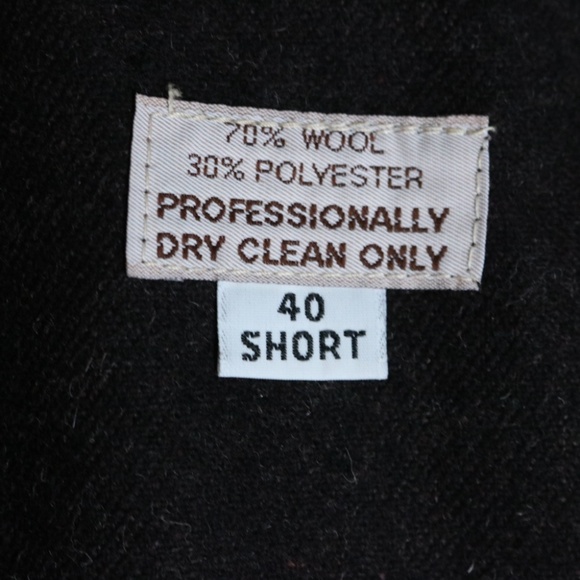 70% WOOL
30% POLYESTER
PROFESSIONALLY
DRY CLEAN ONLY
40
SHORT